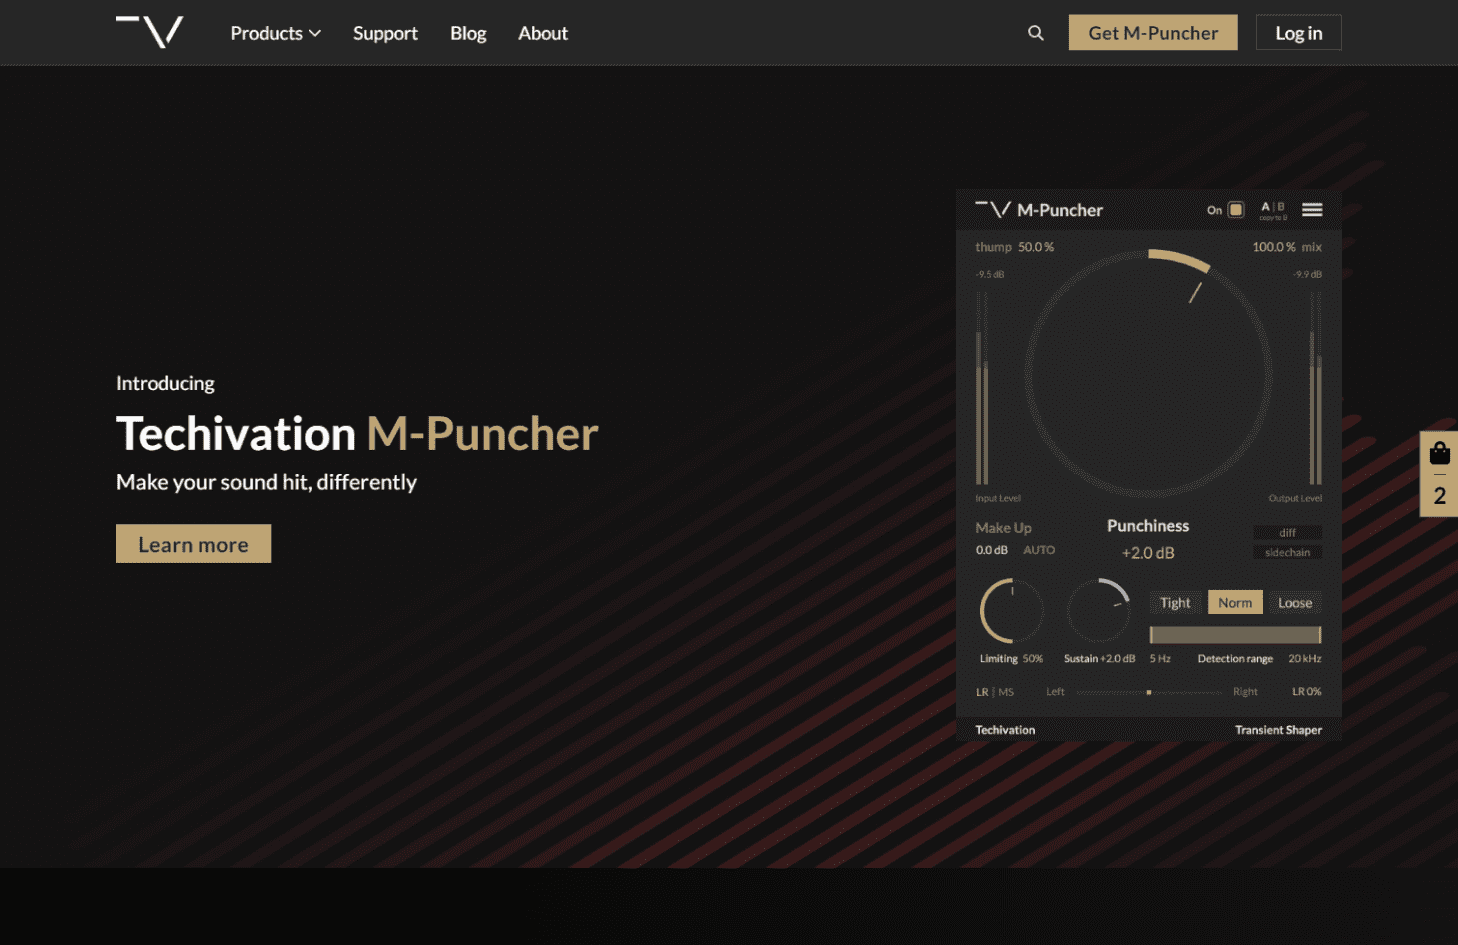 Products Support Blog About Get M-Puncher Log in
Introducing
Techivation M-Puncher
Make your sound hit, differently
Learn more
M-Puncher On A | B
copy to B
thump 50.0 % 100.0 % mix
-9.5 dB -9.9 dB
Input Level Output Level
Make Up Punchiness diff
0.0 dB AUTO +2.0 dB sidechain
Tight Norm Loose
Limiting 50% Sustain +2.0 dB 5 Hz Detection range 20 kHz
LR | MS Left Right LR 0%
Techivation Transient Shaper
2